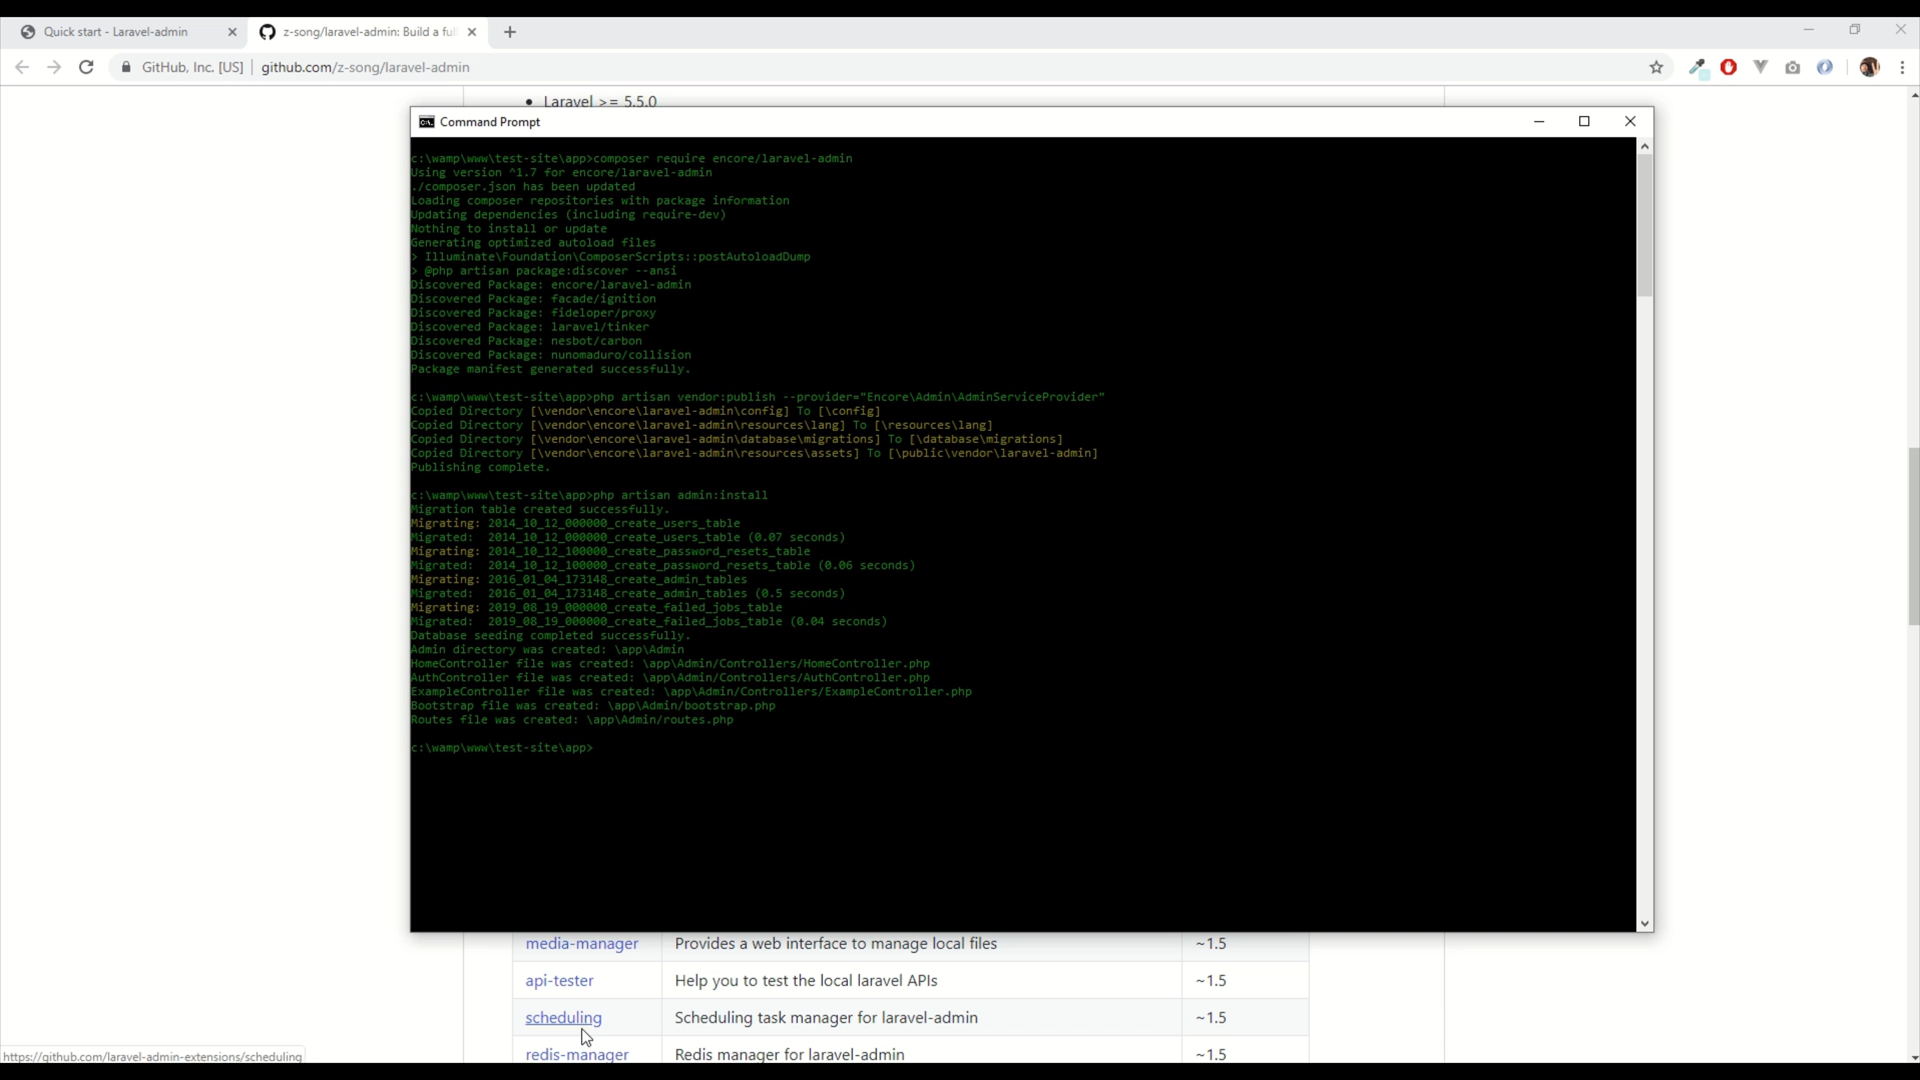 Quick start - Laravel-admin
z-song/laravel-admin: Build a ful
GitHub, Inc. [US] github.com/z-song/laravel-admin
Laravel >= 5.5.0
Command Prompt
c:\wamp\www\test-site\app>composer require encore/laravel-admin
Using version ^1.7 for encore/laravel-admin
./composer.json has been updated
Loading composer repositories with package information
Updating dependencies (including require-dev)
Nothing to install or update
Generating optimized autoload files
> Illuminate\Foundation\ComposerScripts::postAutoloadDump
> @php artisan package:discover --ansi
Discovered Package: encore/laravel-admin
Discovered Package: facade/ignition
Discovered Package: fideloper/proxy
Discovered Package: laravel/tinker
Discovered Package: nesbot/carbon
Discovered Package: nunomaduro/collision
Package manifest generated successfully.
c:\wamp\www\test-site\app>php artisan vendor:publish --provider="Encore\Admin\AdminServiceProvider"
Copied Directory [\vendor\encore\laravel-admin\config] To [\config]
Copied Directory [\vendor\encore\laravel-admin\resources\lang] To [\resources\lang]
Copied Directory [\vendor\encore\laravel-admin\database\migrations] To [\database\migrations]
Copied Directory [\vendor\encore\laravel-admin\resources\assets] To [\public\vendor\laravel-admin]
Publishing complete.
c:\wamp\www\test-site\app>php artisan admin:install
Migration table created successfully.
Migrating: 2014_10_12_000000_create_users_table
Migrated:  2014_10_12_000000_create_users_table (0.07 seconds)
Migrating: 2014_10_12_100000_create_password_resets_table
Migrated:  2014_10_12_100000_create_password_resets_table (0.06 seconds)
Migrating: 2016_01_04_173148_create_admin_tables
Migrated:  2016_01_04_173148_create_admin_tables (0.5 seconds)
Migrating: 2019_08_19_000000_create_failed_jobs_table
Migrated:  2019_08_19_000000_create_failed_jobs_table (0.04 seconds)
Database seeding completed successfully.
Admin directory was created: \app\Admin
HomeController file was created: \app\Admin/Controllers/HomeController.php
AuthController file was created: \app\Admin/Controllers/AuthController.php
ExampleController file was created: \app\Admin/Controllers/ExampleController.php
Bootstrap file was created: \app\Admin/bootstrap.php
Routes file was created: \app\Admin/routes.php
c:\wamp\www\test-site\app>
media-manager Provides a web interface to manage local files ~1.5
api-tester Help you to test the local laravel APIs ~1.5
scheduling Scheduling task manager for laravel-admin ~1.5
redis-manager Redis manager for laravel-admin ~1.5
https://github.com/laravel-admin-extensions/scheduling